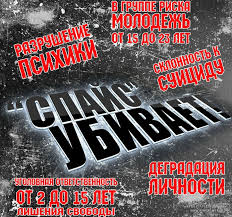 В ГРУППЕ РИСКА
МОЛОДЕЖЬ
ОТ 15 ДО 23 ЛЕТ
РАЗРУШЕНИЕ
ПСИХИКИ
СКЛОННОСТЬ К
СУИЦИДУ
"СПАЙС"
УБИВАЕТ!
ДЕГРАДАЦИЯ
ЛИЧНОСТИ
УГОЛОВНАЯ ОТВЕТСТВЕННОСТЬ
ОТ 2 ДО 15 ЛЕТ
ЛИШЕНИЯ СВОБОДЫ